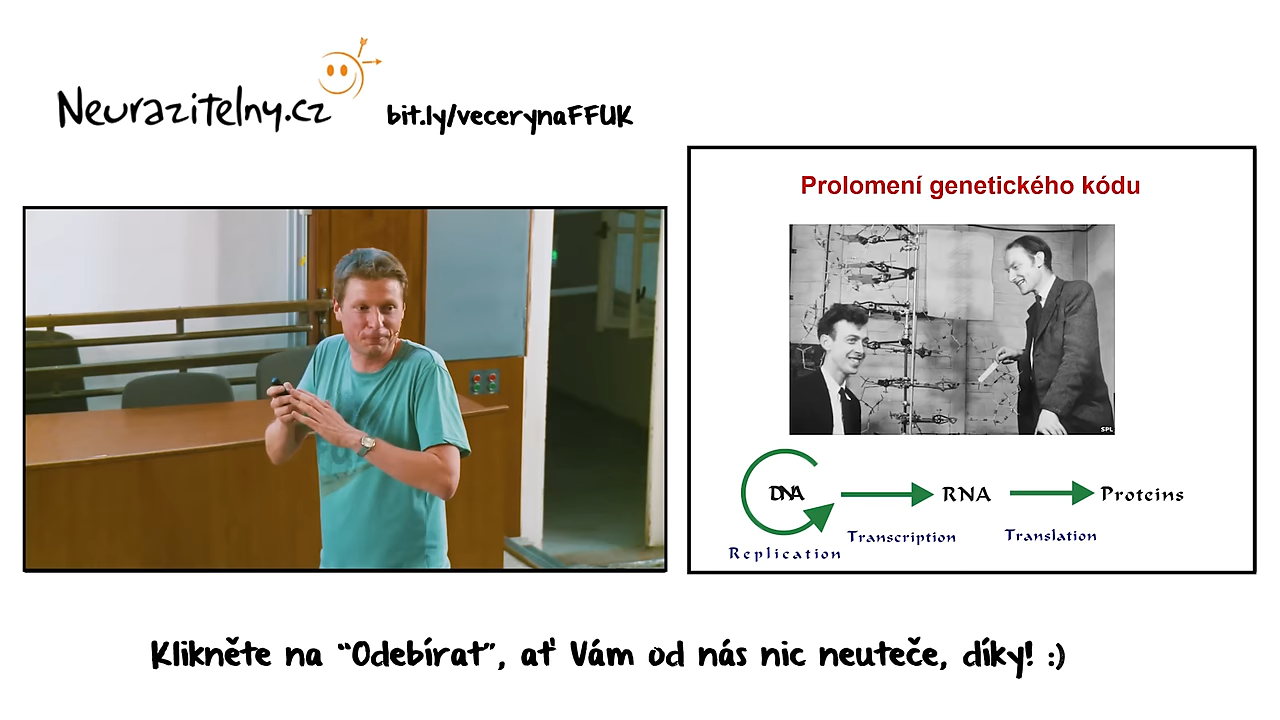 Neurazitelny.cz
bit.ly/vecerynaFFUK
Prolomení genetického kódu
SPL
DNA
RNA
Proteins
Transcription
Translation
Replication
Klikněte na “Odebírat”, ať Vám od nás nic neuteče, díky! :)